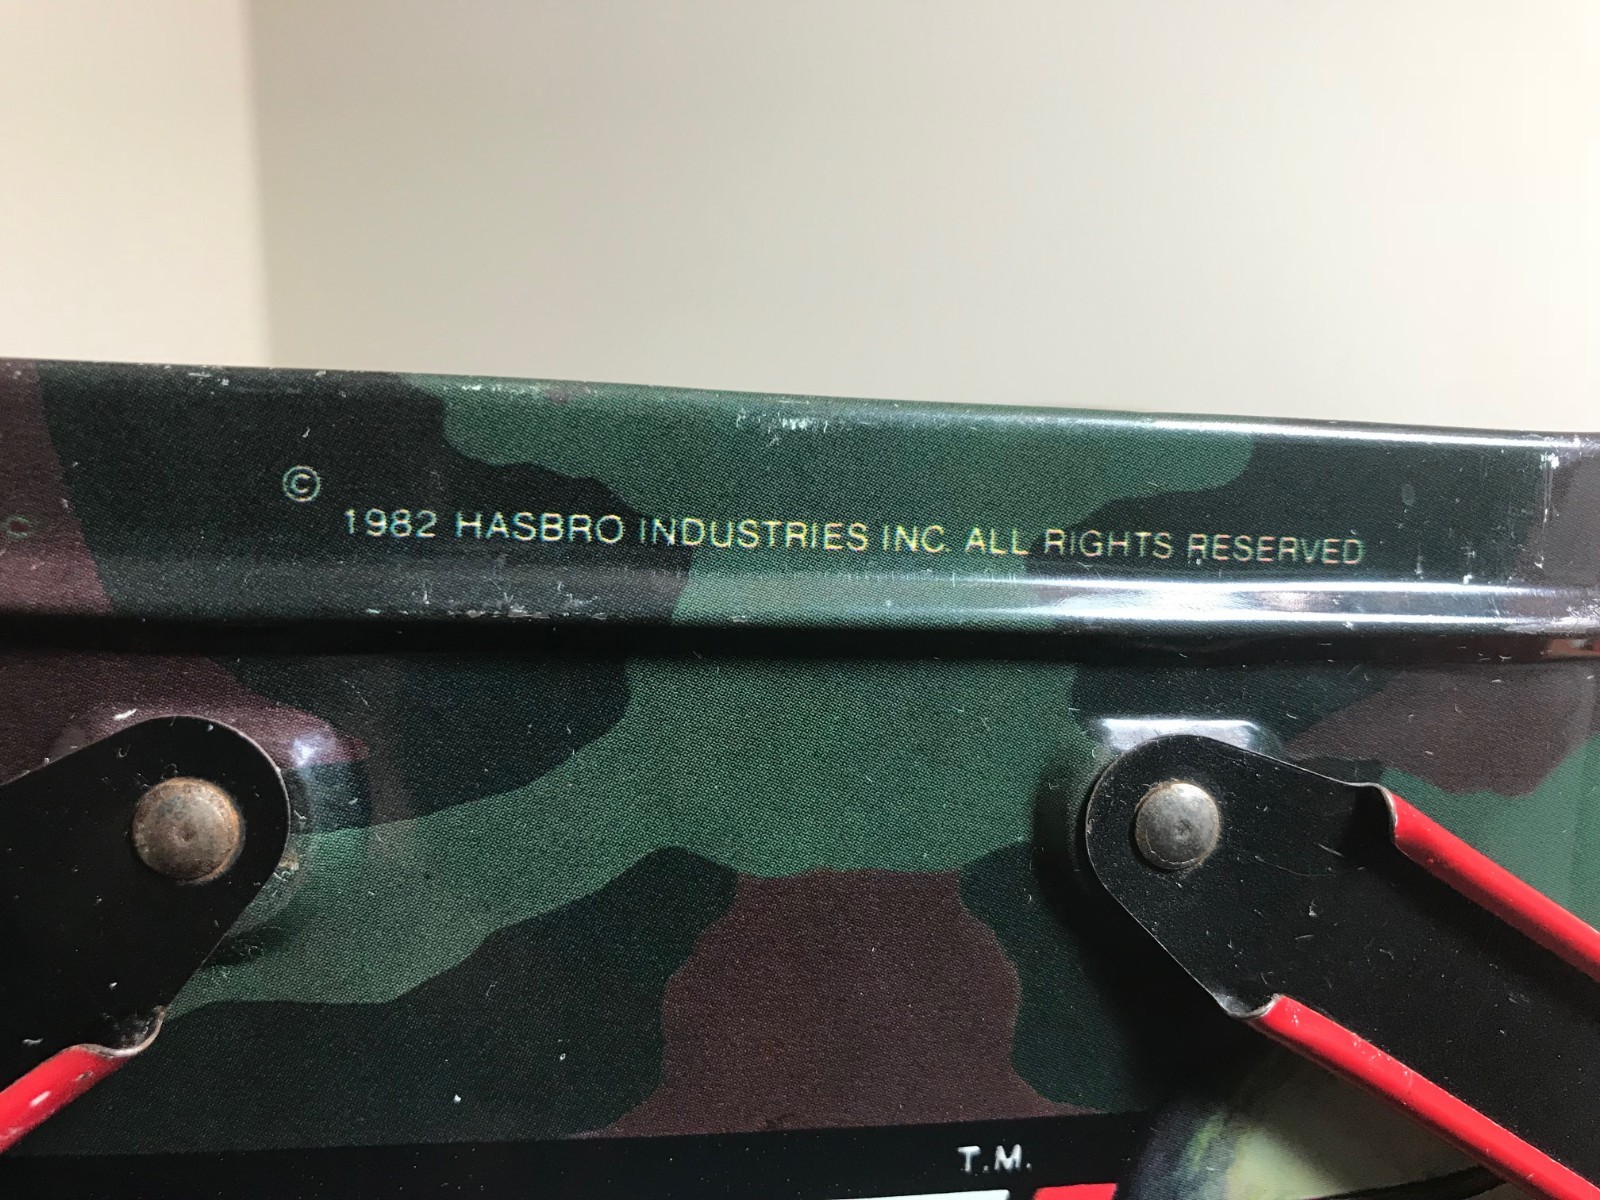 ©
1982 HASBRO INDUSTRIES INC. ALL RIGHTS RESERVED
T.M.